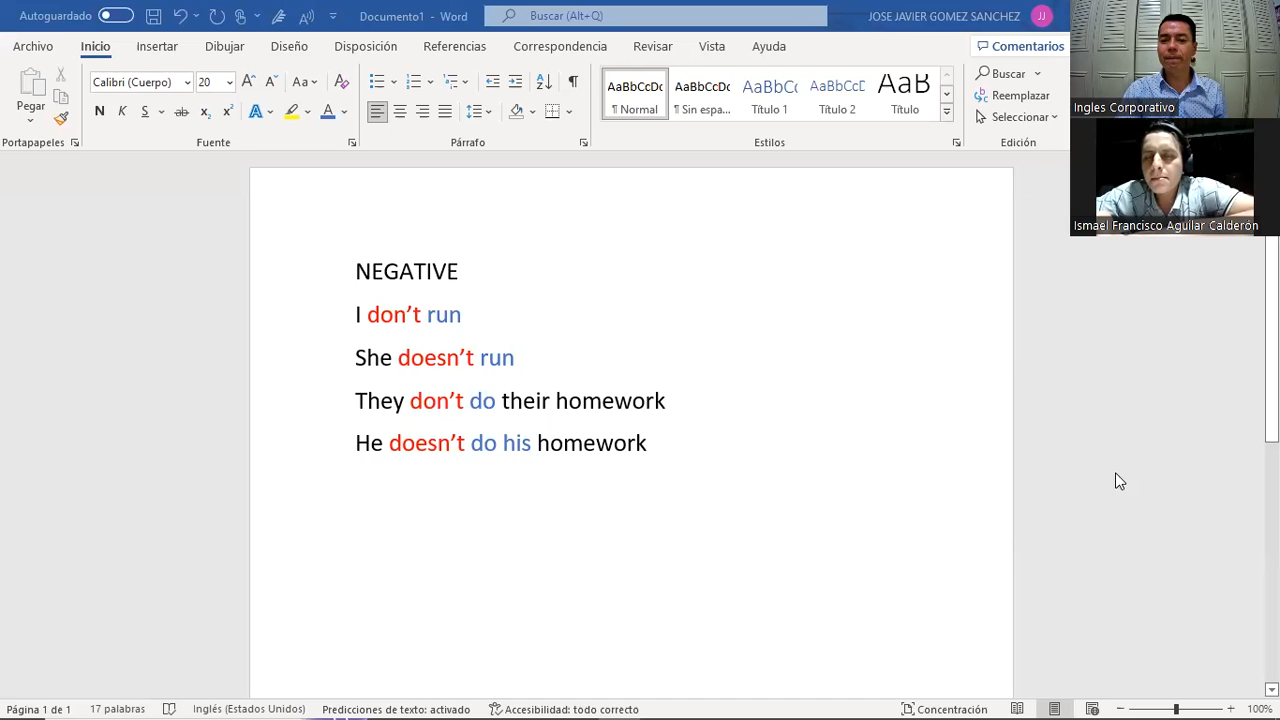 Autoguardado Documento1 - Word Buscar (Alt+Q) JOSE JAVIER GOMEZ SANCHEZ JJ
Archivo Inicio Insertar Dibujar Diseño Disposición Referencias Correspondencia Revisar Vista Ayuda Comentarios
Pegar
Calibri (Cuerpo) 20
N K S
AaBbCcDc AaBbCcDc AaBbCc AaBbCcD AaB
¶ Normal ¶ Sin espa... Título 1 Título 2 Título
Buscar
Reemplazar
Seleccionar
Portapapeles Fuente Párrafo Estilos Edición
Ingles Corporativo
Ismael Francisco Aguilar Calderón
NEGATIVE
I don’t run
She doesn’t run
They don’t do their homework
He doesn’t do his homework
Página 1 de 1 17 palabras Inglés (Estados Unidos) Predicciones de texto: activado Accesibilidad: todo correcto Concentración 100%